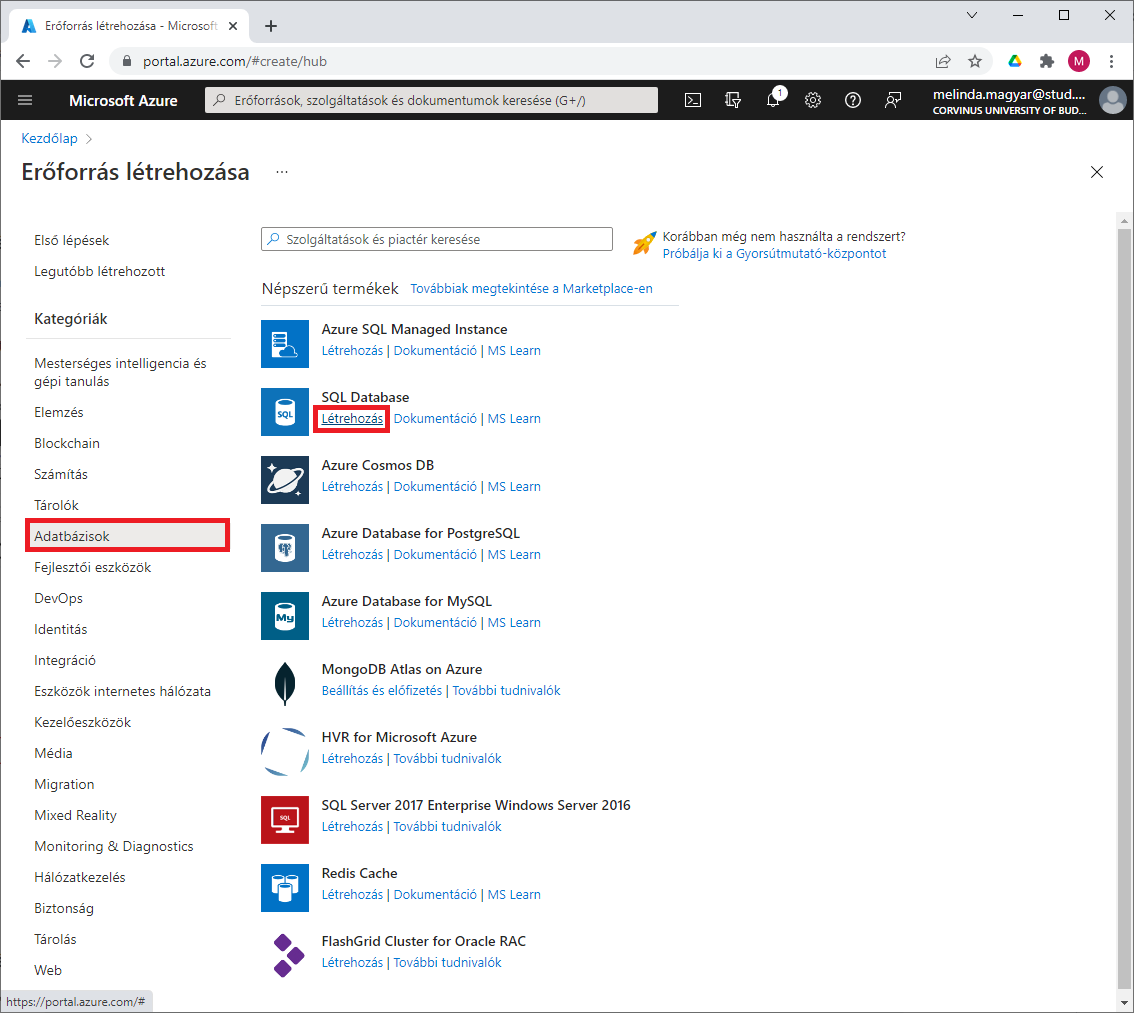 Erőforrás létrehozása - Microsoft
portal.azure.com/#create/hub
M
Microsoft Azure
Erőforrások, szolgáltatások és dokumentumok keresése (G+/)
1
melinda.magyar@stud....
CORVINUS UNIVERSITY OF BUD...
Kezdőlap >
Erőforrás létrehozása
...
Első lépések
Legutóbb létrehozott
Kategóriák
Mesterséges intelligencia és
gépi tanulás
Elemzés
Blockchain
Számítás
Tárolók
Adatbázisok
Fejlesztői eszközök
DevOps
Identitás
Integráció
Eszközök internetes hálózata
Kezelőeszközök
Média
Migration
Mixed Reality
Monitoring & Diagnostics
Hálózatkezelés
Biztonság
Tárolás
Web
Szolgáltatások és piactér keresése
Korábban még nem használta a rendszert?
Próbálja ki a Gyorsútmutató-központot
Népszerű termékek Továbbiak megtekintése a Marketplace-en
Azure SQL Managed Instance
Létrehozás | Dokumentáció | MS Learn
SQL
SQL Database
Létrehozás Dokumentáció | MS Learn
Azure Cosmos DB
Létrehozás | Dokumentáció | MS Learn
Azure Database for PostgreSQL
Létrehozás | Dokumentáció | MS Learn
My
Azure Database for MySQL
Létrehozás | Dokumentáció | MS Learn
MongoDB Atlas on Azure
Beállítás és előfizetés | További tudnivalók
HVR for Microsoft Azure
Létrehozás | További tudnivalók
SQL
SQL Server 2017 Enterprise Windows Server 2016
Létrehozás | További tudnivalók
Redis Cache
Létrehozás | Dokumentáció | MS Learn
FlashGrid Cluster for Oracle RAC
Létrehozás | További tudnivalók
https://portal.azure.com/#